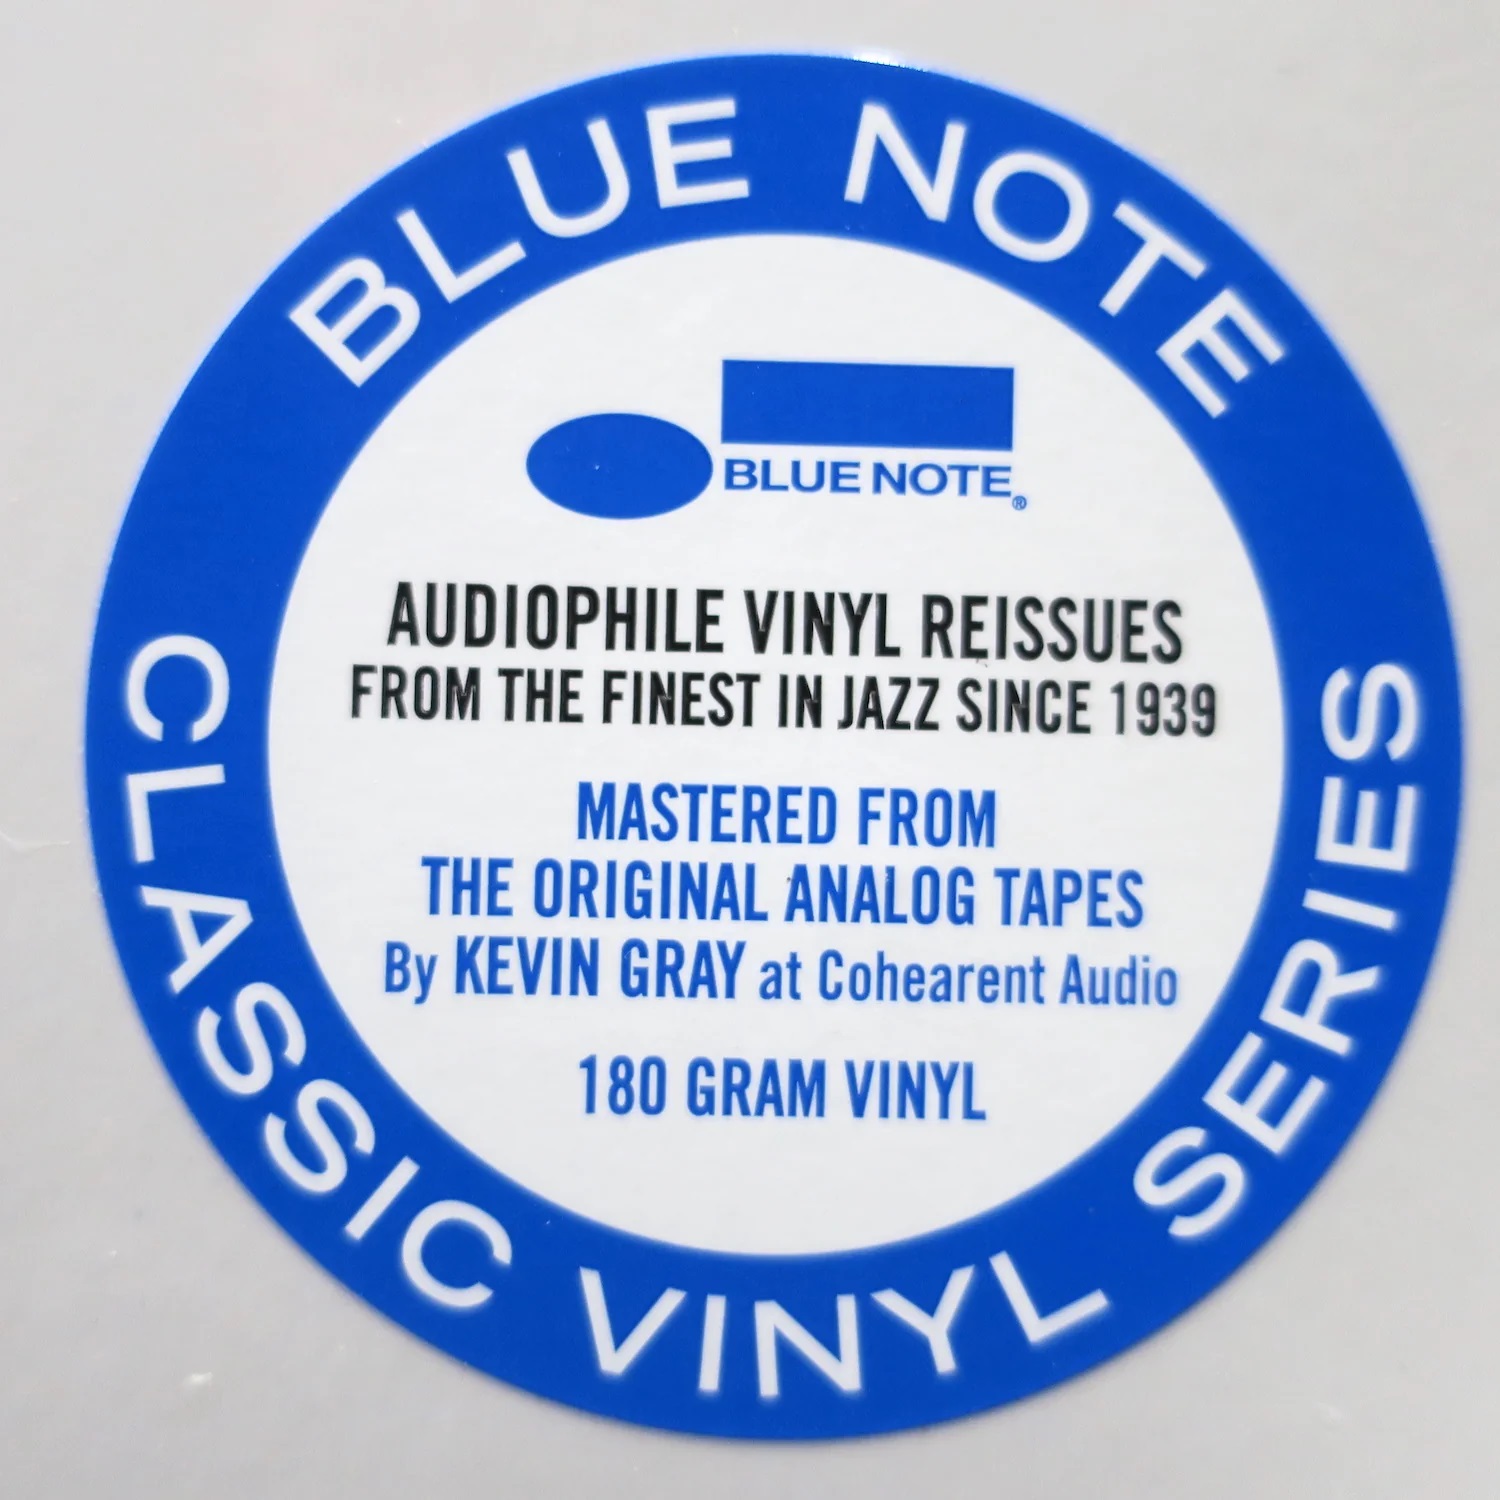 BLUE NOTE
BLUE NOTE®
AUDIOPHILE VINYL REISSUES
FROM THE FINEST IN JAZZ SINCE 1939
MASTERED FROM
THE ORIGINAL ANALOG TAPES
By KEVIN GRAY at Cohearent Audio
180 GRAM VINYL
CLASSIC VINYL SERIES